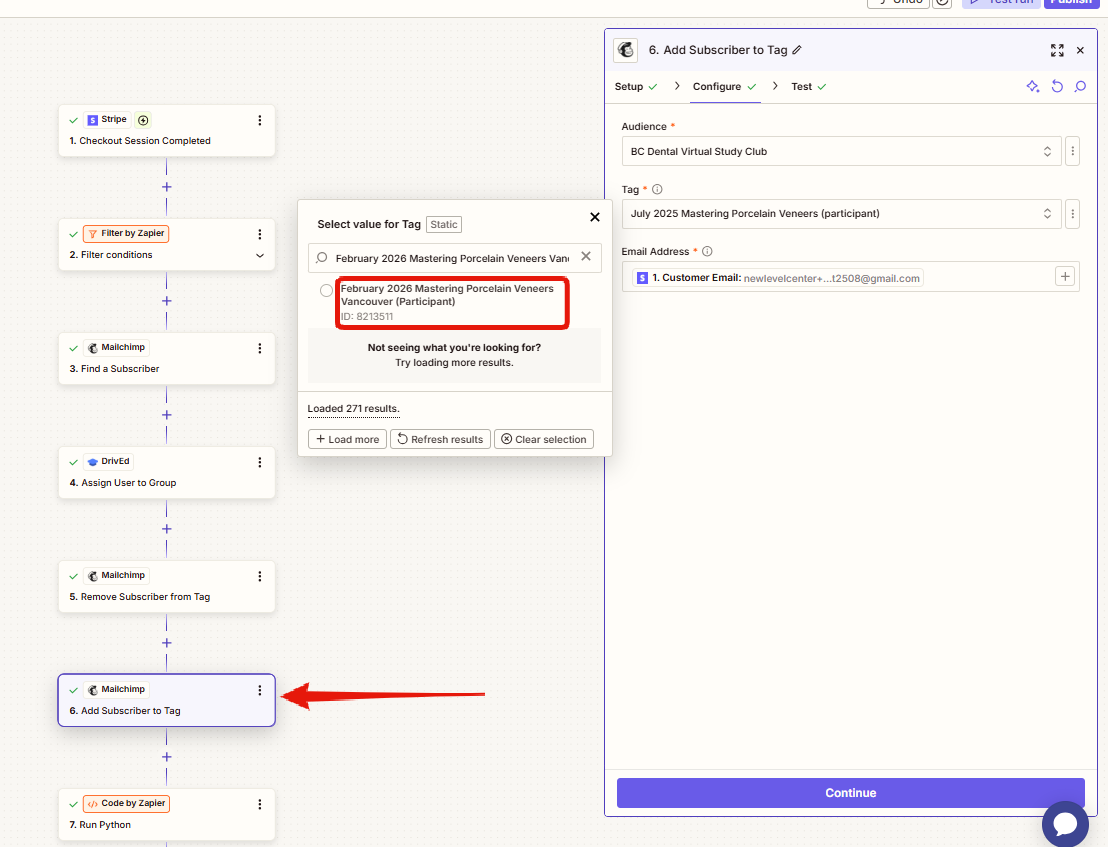 Undo
Test run
Publish
Stripe
1. Checkout Session Completed
Filter by Zapier
2. Filter conditions
Mailchimp
3. Find a Subscriber
DrivEd
4. Assign User to Group
Mailchimp
5. Remove Subscriber from Tag
Mailchimp
6. Add Subscriber to Tag
Code by Zapier
7. Run Python
Select value for Tag Static
February 2026 Mastering Porcelain Veneers Vanc
February 2026 Mastering Porcelain Veneers
Vancouver (Participant)
ID: 8213511
Not seeing what you're looking for?
Try loading more results.
Loaded 271 results.
Load more
Refresh results
Clear selection
6. Add Subscriber to Tag
Setup
Configure
Test
Audience *
BC Dental Virtual Study Club
Tag *
July 2025 Mastering Porcelain Veneers (participant)
Email Address *
1. Customer Email: newlevelcenter+...t2508@gmail.com
Continue